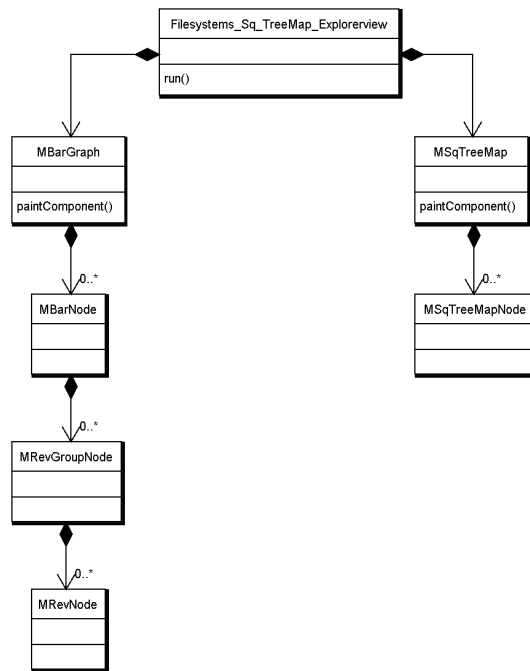 Filesystems_Sq_TreeMap_Explorerview
run()
MBarGraph
paintComponent()
MSqTreeMap
paintComponent()
0..*
0..*
MBarNode
MSqTreeMapNode
0..*
MRevGroupNode
0..*
MRevNode